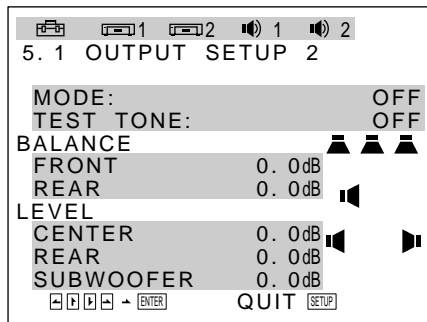 1 2 1 2
5.1 OUTPUT SETUP 2
MODE: OFF
TEST TONE: OFF
BALANCE
FRONT 0.0dB
REAR 0.0dB
LEVEL
CENTER 0.0dB
REAR 0.0dB
SUBWOOFER 0.0dB
ENTER QUIT SETUP